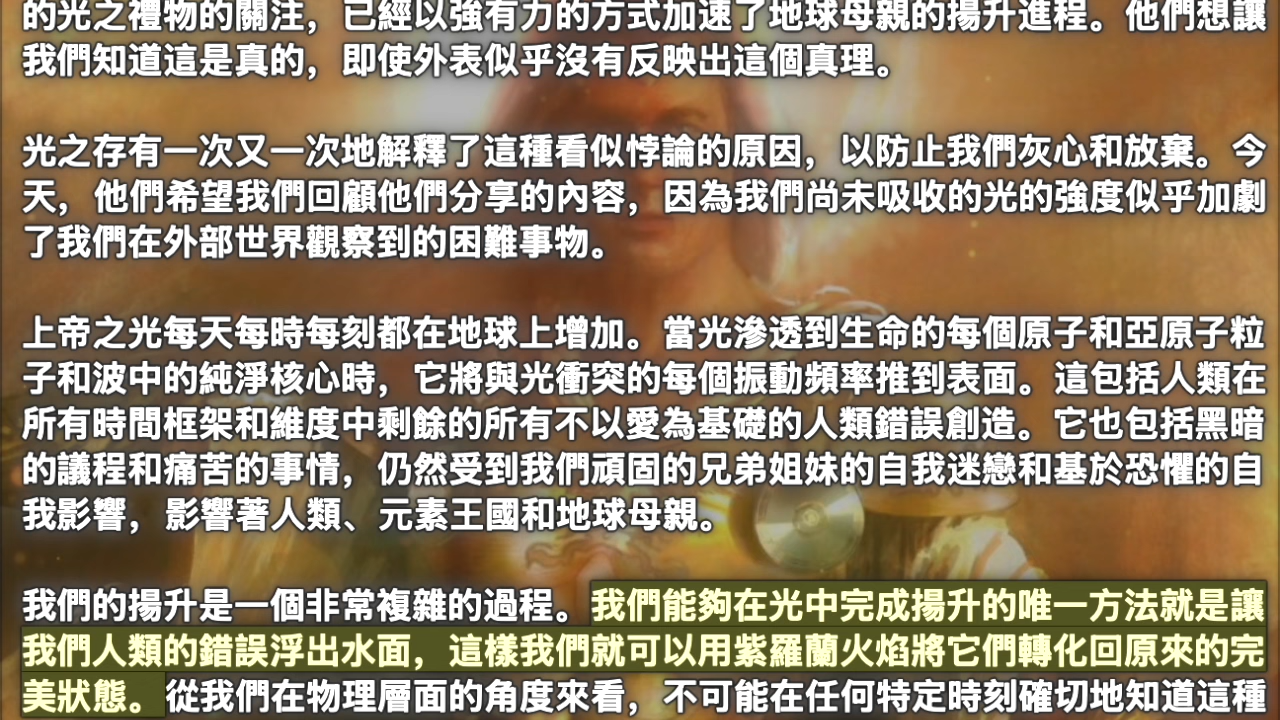 的光之禮物的關注，已經以強有力的方式加速了地球母親的揚升進程。他們想讓
我們知道這是真的，即使外表似乎沒有反映出這個真理。
光之存有一次又一次地解釋了這種看似悖論的原因，以防止我們灰心和放棄。今
天，他們希望我們回顧他們分享的內容，因為我們尚未吸收的光的強度似乎加劇
了我們在外部世界觀察到的困難事物。
上帝之光每天每時每刻都在地球上增加。當光滲透到生命的每個原子和亞原子粒
子和波中的純淨核心時，它將與光衝突的每個振動頻率推到表面。這包括人類在
所有時間框架和維度中剩餘的所有不以愛為基礎的人類錯誤創造。它也包括黑暗
的議程和痛苦的事情，仍然受到我們頑固的兄弟姐妹的自我迷戀和基於恐懼的自
我影響，影響著人類、元素王國和地球母親。
我們的揚升是一個非常複雜的過程。我們能夠在光中完成揚升的唯一方法就是讓
我們人類的錯誤浮出水面，這樣我們就可以用紫羅蘭火焰將它們轉化回原來的完
美狀態。從我們在物理層面的角度來看，不可能在任何特定時刻確切地知道這種